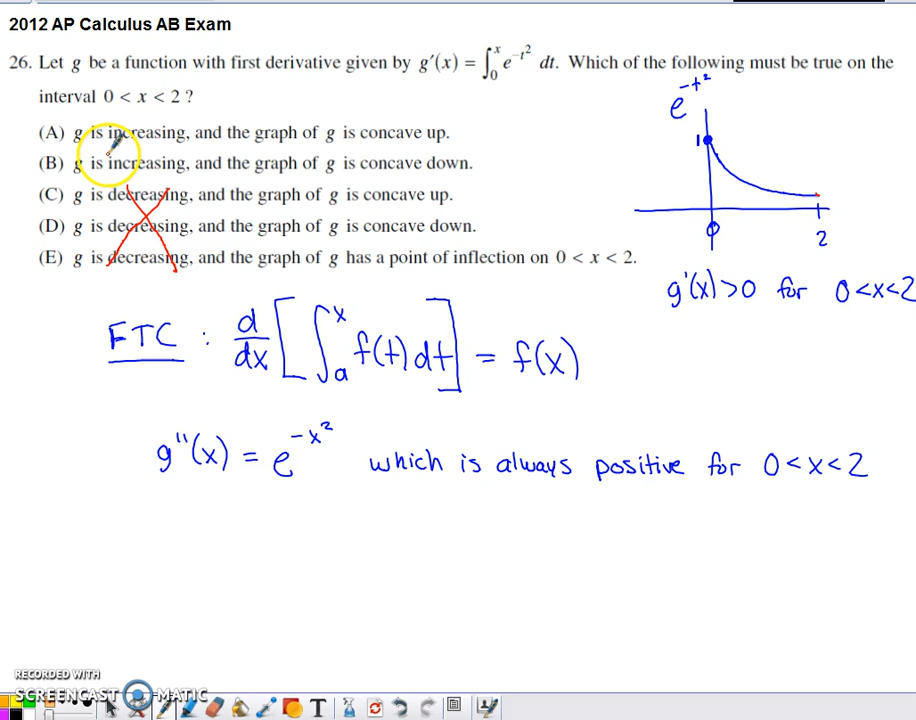 2012 AP Calculus AB Exam
26. Let g be a function with first derivative given by g′(x) = ∫₀ˣ e^(−t²) dt. Which of the following must be true on the
interval 0 < x < 2 ?
(A) g is increasing, and the graph of g is concave up.
(B) g is increasing, and the graph of g is concave down.
(C) g is decreasing, and the graph of g is concave up.
(D) g is decreasing, and the graph of g is concave down.
(E) g is decreasing, and the graph of g has a point of inflection on 0 < x < 2.
e^(−t²)
1
0
2
g'(x) > 0 for 0 < x < 2
FTC : d/dx [∫ₐˣ f(t) dt] = f(x)
g''(x) = e^(−x²) which is always positive for 0 < x < 2
RECORDED WITH
SCREENCAST-O-MATIC
T